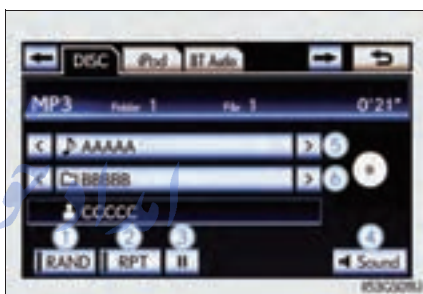 DISC iPod BT Audio
MP3 Folder 1 File 1 0'21"
< AAAAA > 5
< BBBBB > 6
CCCCC
1 2 3 4
RAND RPT II Sound